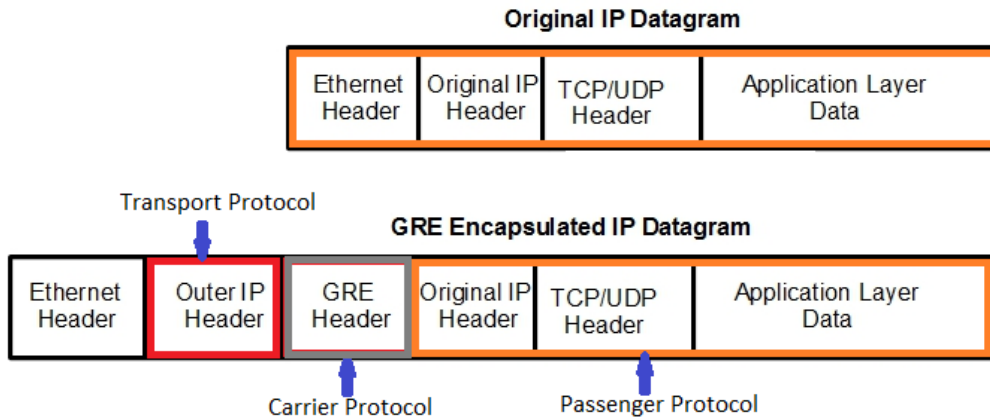 Original IP Datagram
Ethernet Header
Original IP Header
TCP/UDP Header
Application Layer Data
Transport Protocol
GRE Encapsulated IP Datagram
Ethernet Header
Outer IP Header
GRE Header
Original IP Header
TCP/UDP Header
Application Layer Data
Carrier Protocol
Passenger Protocol